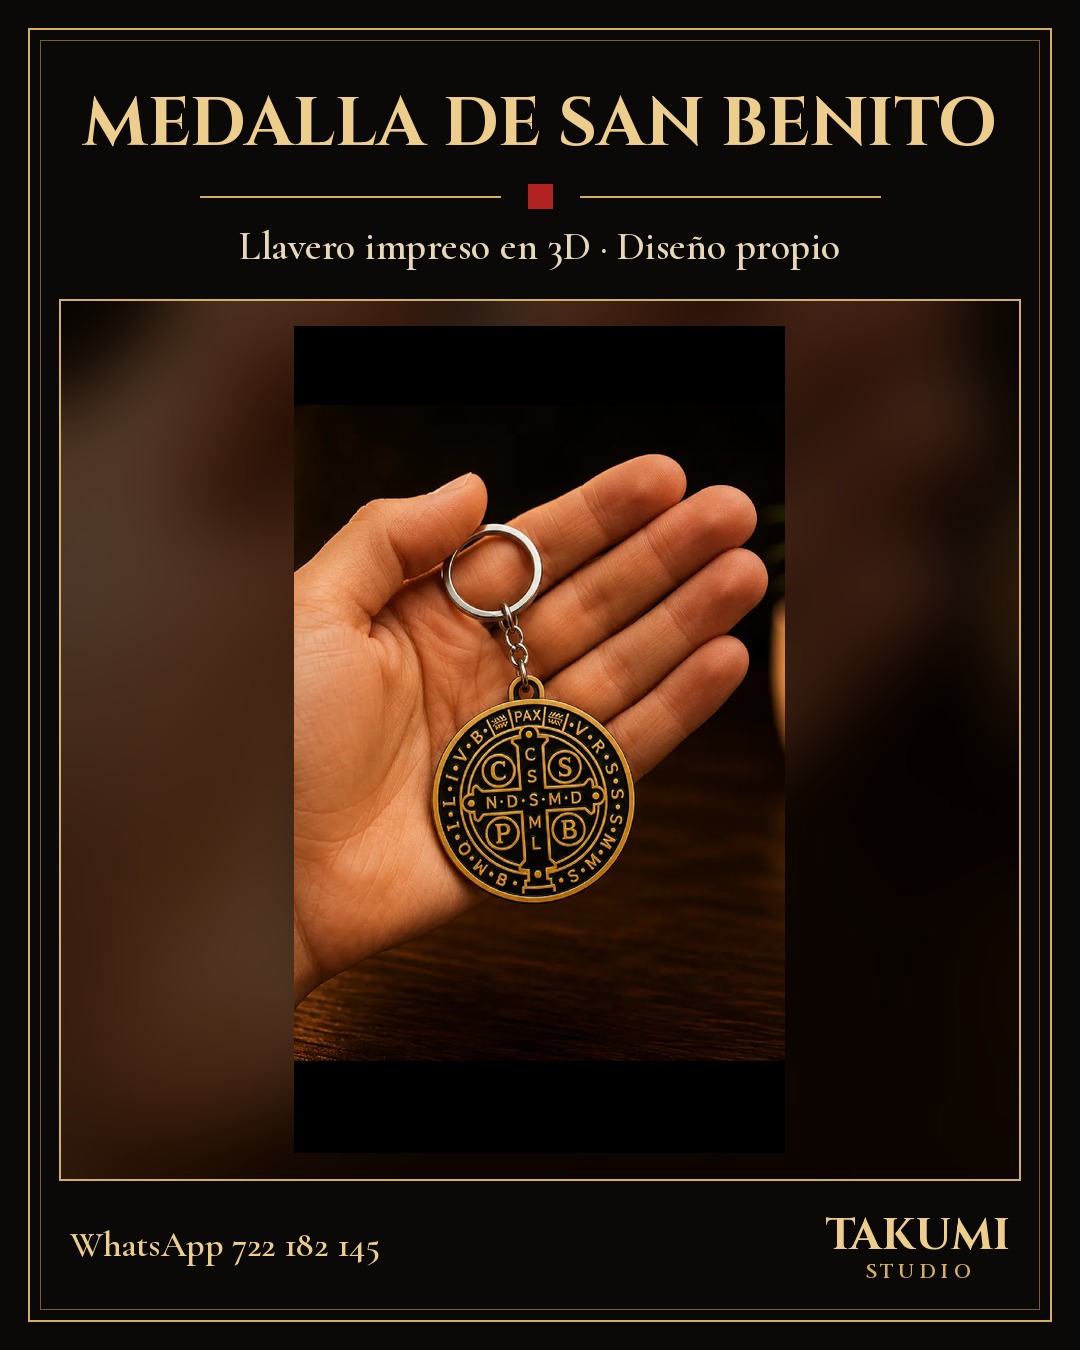 MEDALLA DE SAN BENITO
Llavero impreso en 3D · Diseño propio
PAX
V·R·S·S·M·M·S·
·B·M·O·I·L·I·V·B·
C S
C
S
N·D·S·M·D
M
L
P B
WhatsApp 722 182 145
TAKUMI
STUDIO